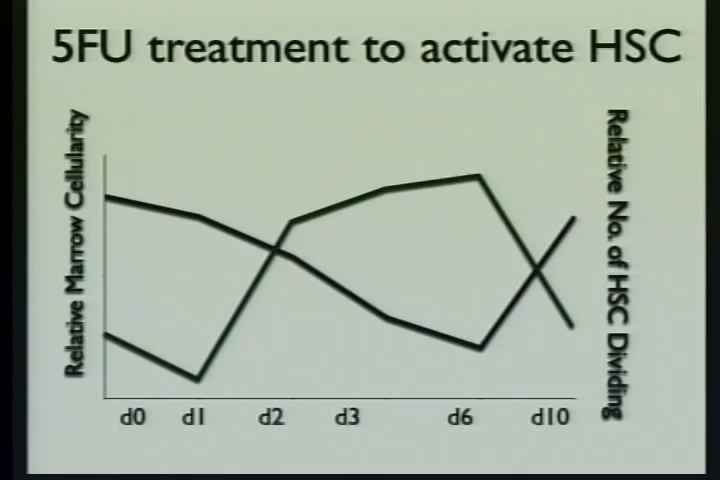 5FU treatment to activate HSC
Relative Marrow Cellularity
Relative No. of HSC Dividing
d0 d1 d2 d3 d6 d10